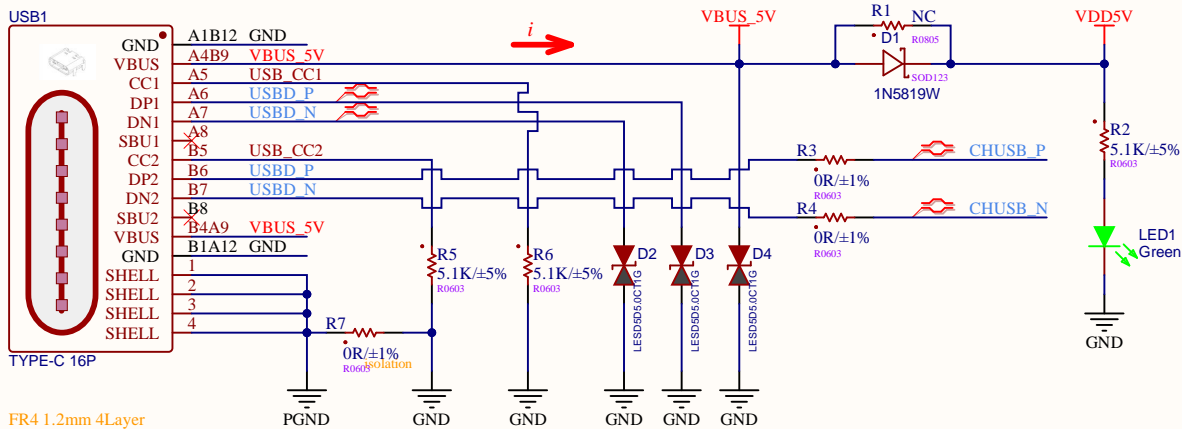 USB1
i
VBUS_5V
R1
NC
R0805
D1
SOD123
1N5819W
VDD5V
GND A1B12 GND
VBUS A4B9 VBUS_5V
CC1 A5 USB_CC1
DP1 A6 USBD_P
DN1 A7 USBD_N
SBU1 A8
CC2 B5 USB_CC2
DP2 B6 USBD_P
DN2 B7 USBD_N
SBU2 B8
VBUS B4A9 VBUS_5V
GND B1A12 GND
SHELL 1
SHELL 2
SHELL 3
SHELL 4
TYPE-C 16P
R2
5.1K/±5%
R0603
R3
0R/±1%
R0603
CHUSB_P
R4
0R/±1%
R0603
CHUSB_N
R5
5.1K/±5%
R0603
R6
5.1K/±5%
R0603
D2
LESD5D5.0CT1G
D3
LESD5D5.0CT1G
D4
LESD5D5.0CT1G
LED1
Green
R7
0R/±1%
R0603
isolation
PGND
GND
GND
GND
GND
GND
GND
FR4 1.2mm 4Layer